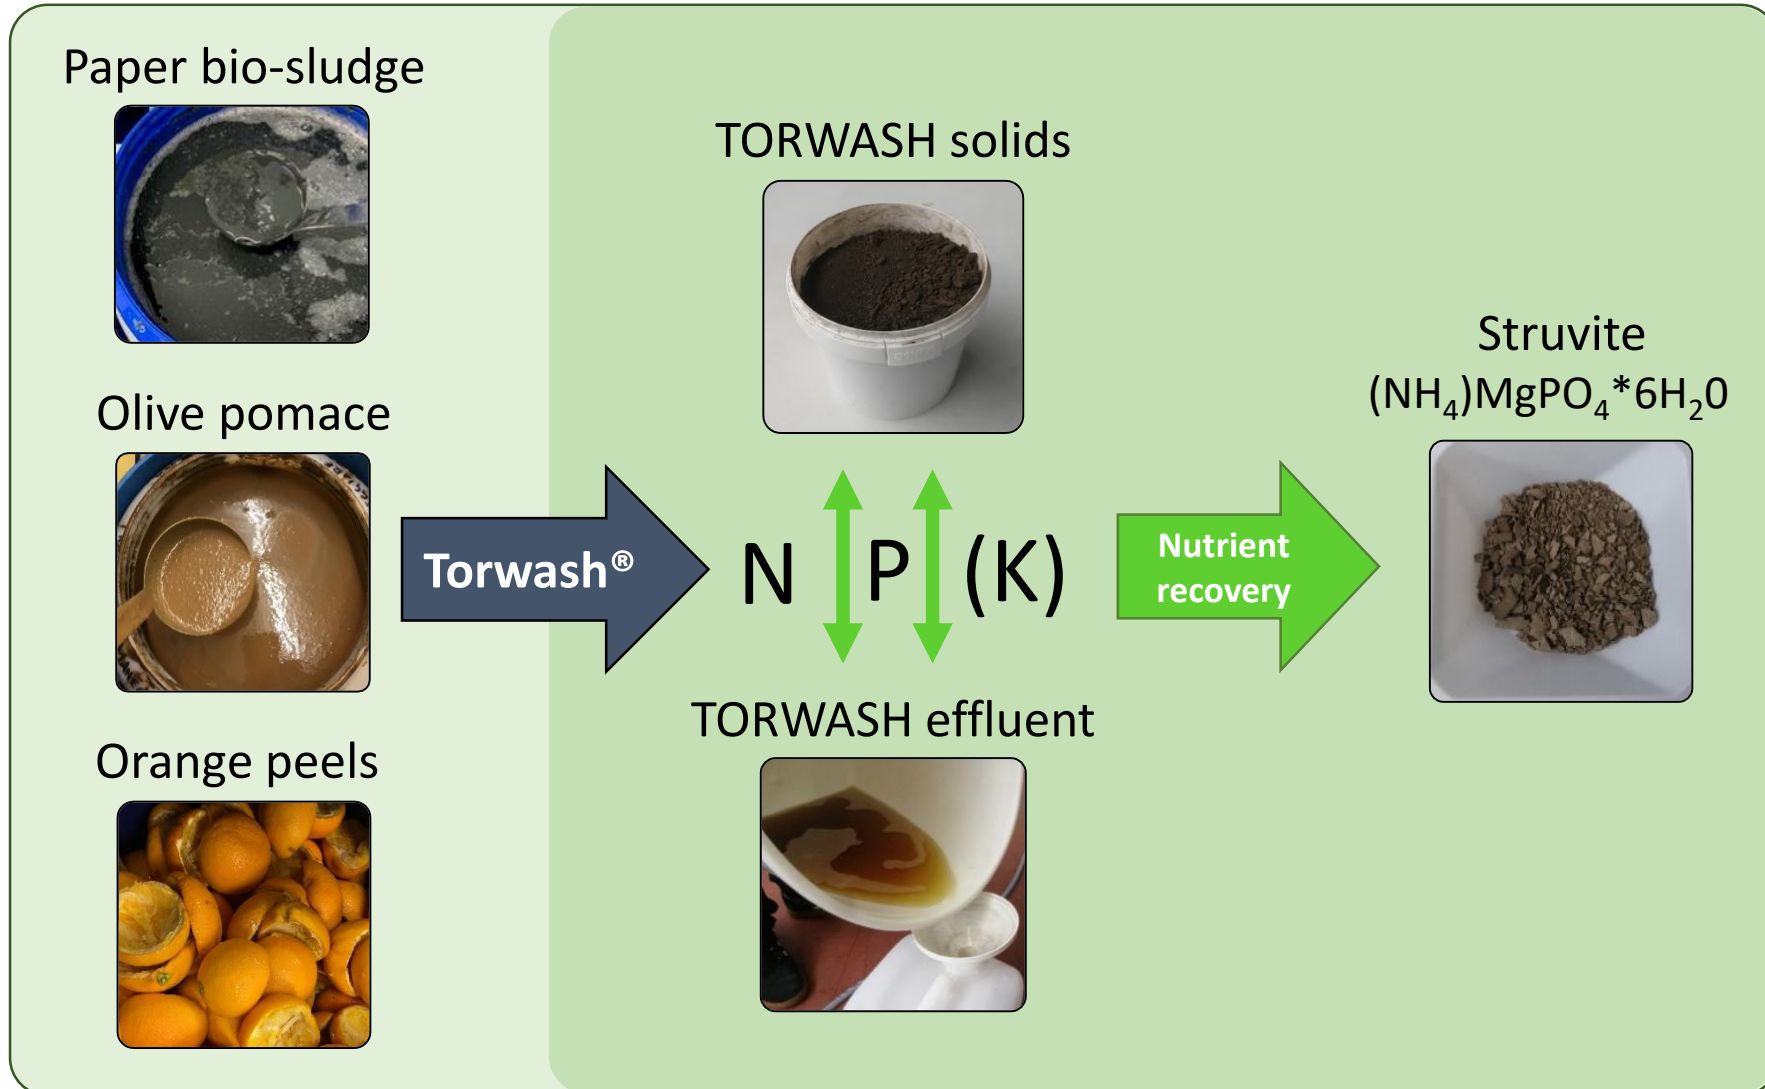 Paper bio-sludge
Olive pomace
Orange peels
Torwash®
TORWASH solids
N P (K)
TORWASH effluent
Nutrient
recovery
Struvite
(NH₄)MgPO₄*6H₂0